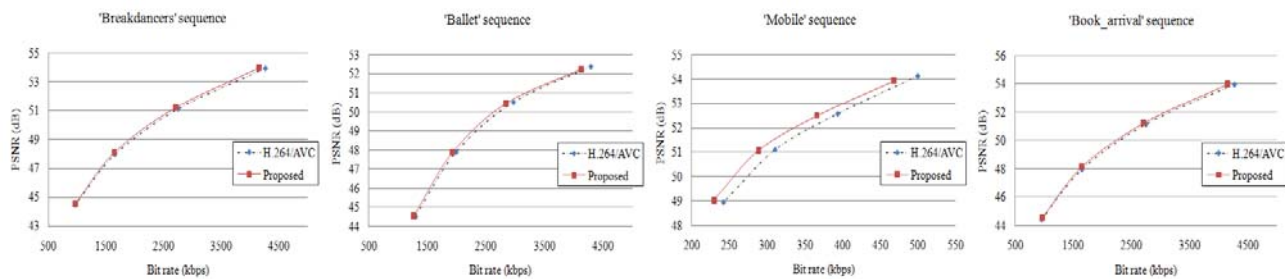 'Breakdancers' sequence
55
53
51
49
47
45
43
500
1500
2500
3500
4500
PSNR (dB)
Bit rate (kbps)
H.264/AVC
Proposed
'Ballet' sequence
53
52
51
50
49
48
47
46
45
44
500
1500
2500
3500
4500
PSNR (dB)
Bit rate (kbps)
H.264/AVC
Proposed
'Mobile' sequence
55
54
53
52
51
50
49
48
200
250
300
350
400
450
500
550
PSNR (dB)
Bit rate (kbps)
H.264/AVC
Proposed
'Book_arrival' sequence
56
54
52
50
48
46
44
500
1500
2500
3500
4500
PSNR (dB)
Bit rate (kbps)
H.264/AVC
Proposed